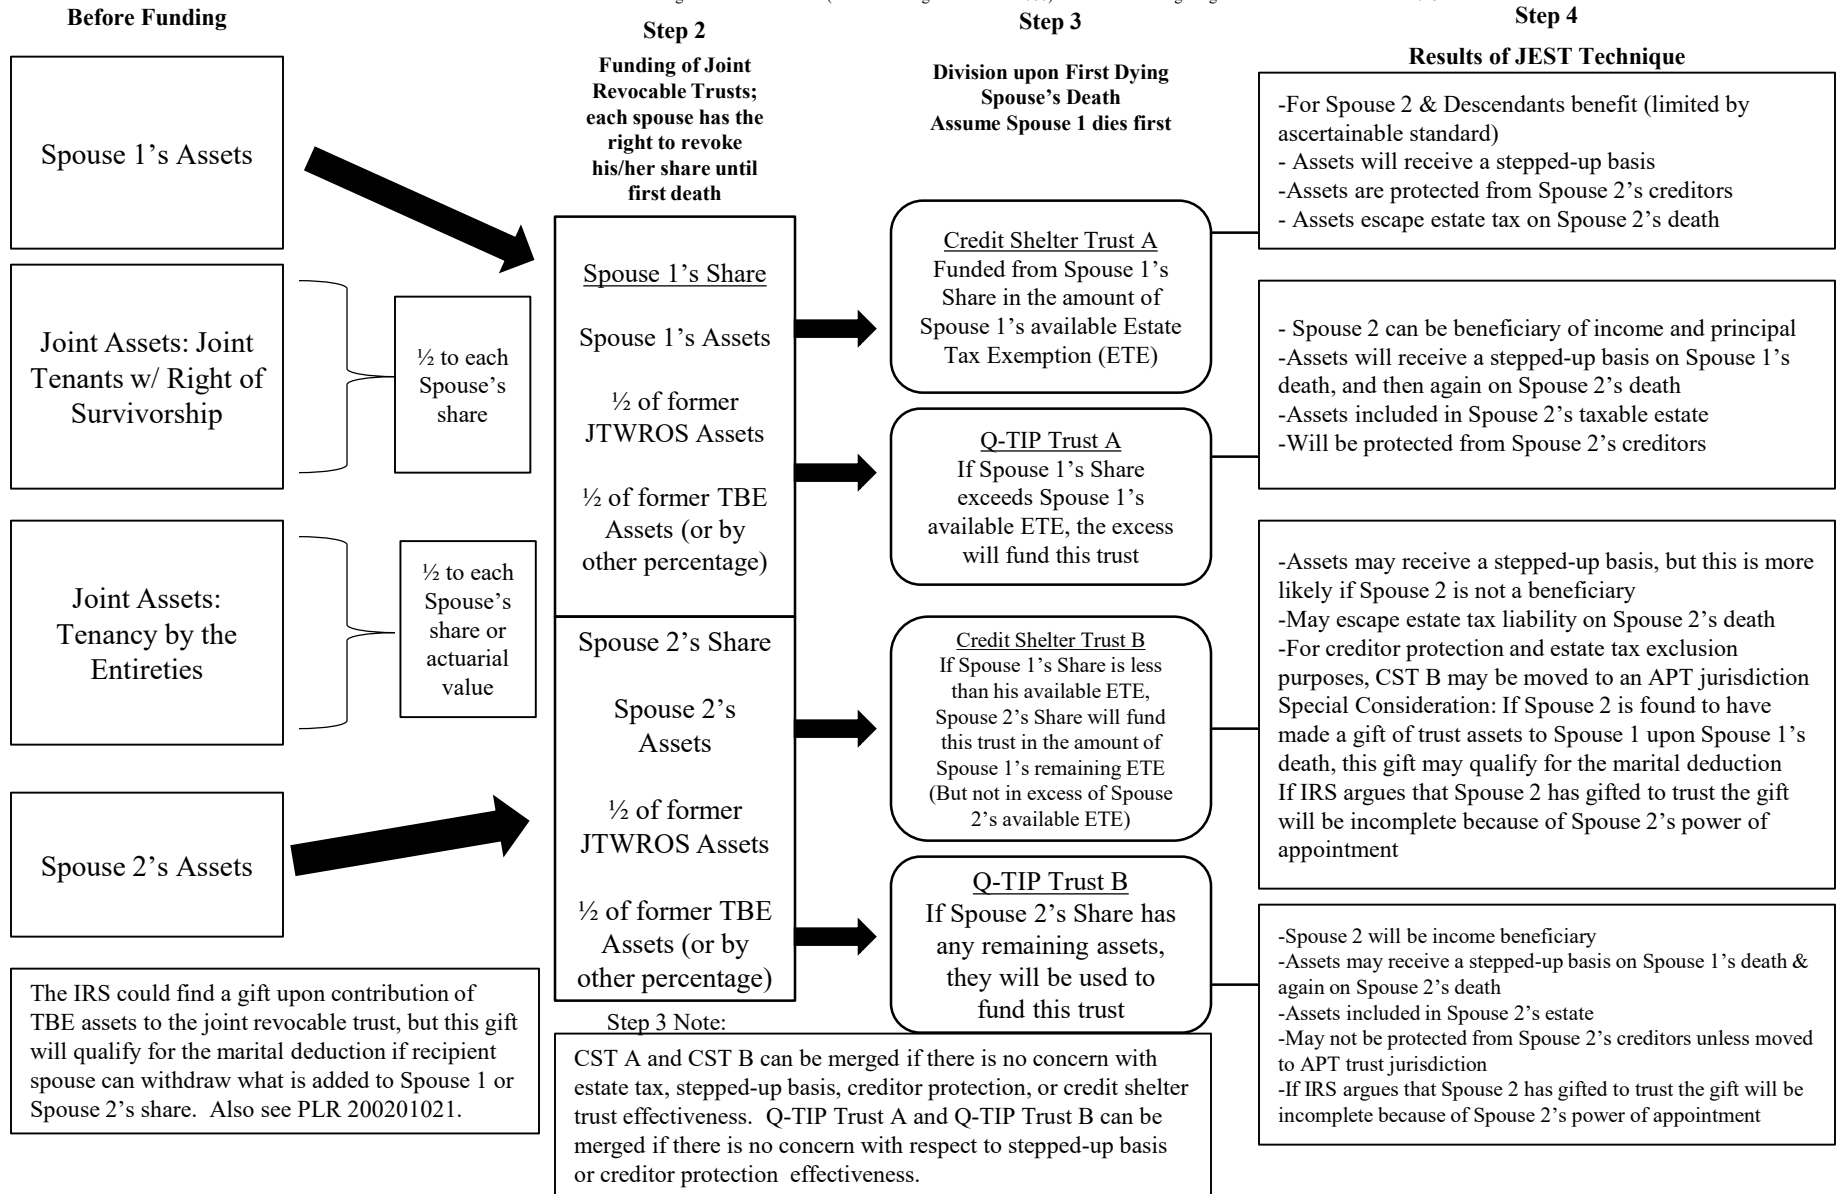 Before Funding
Step 2
Step 3
Step 4
Funding of Joint
Revocable Trusts;
each spouse has the
right to revoke
his/her share until
first death
Division upon First Dying
Spouse's Death
Assume Spouse 1 dies first
Results of JEST Technique
Spouse 1's Assets
Joint Assets: Joint
Tenants w/ Right of
Survivorship
½ to each
Spouse's
share
Joint Assets:
Tenancy by the
Entireties
½ to each
Spouse's
share or
actuarial
value
Spouse 2's Assets
The IRS could find a gift upon contribution of
TBE assets to the joint revocable trust, but this gift
will qualify for the marital deduction if recipient
spouse can withdraw what is added to Spouse 1 or
Spouse 2's share.  Also see PLR 200201021.
Spouse 1's Share
Spouse 1's Assets
½ of former
JTWROS Assets
½ of former TBE
Assets (or by
other percentage)
Spouse 2's Share
Spouse 2's
Assets
½ of former
JTWROS Assets
½ of former TBE
Assets (or by
other percentage)
Credit Shelter Trust A
Funded from Spouse 1's
Share in the amount of
Spouse 1's available Estate
Tax Exemption (ETE)
Q-TIP Trust A
If Spouse 1's Share
exceeds Spouse 1's
available ETE, the excess
will fund this trust
Credit Shelter Trust B
If Spouse 1's Share is less
than his available ETE,
Spouse 2's Share will fund
this trust in the amount of
Spouse 1's remaining ETE
(But not in excess of Spouse
2's available ETE)
Q-TIP Trust B
If Spouse 2's Share has
any remaining assets,
they will be used to
fund this trust
Step 3 Note:
CST A and CST B can be merged if there is no concern with
estate tax, stepped-up basis, creditor protection, or credit shelter
trust effectiveness.  Q-TIP Trust A and Q-TIP Trust B can be
merged if there is no concern with respect to stepped-up basis
or creditor protection  effectiveness.
-For Spouse 2 & Descendants benefit (limited by
ascertainable standard)
- Assets will receive a stepped-up basis
-Assets are protected from Spouse 2's creditors
- Assets escape estate tax on Spouse 2's death
- Spouse 2 can be beneficiary of income and principal
-Assets will receive a stepped-up basis on Spouse 1's
death, and then again on Spouse 2's death
-Assets included in Spouse 2's taxable estate
-Will be protected from Spouse 2's creditors
-Assets may receive a stepped-up basis, but this is more
likely if Spouse 2 is not a beneficiary
-May escape estate tax liability on Spouse 2's death
-For creditor protection and estate tax exclusion
purposes, CST B may be moved to an APT jurisdiction
Special Consideration: If Spouse 2 is found to have
made a gift of trust assets to Spouse 1 upon Spouse 1's
death, this gift may qualify for the marital deduction
If IRS argues that Spouse 2 has gifted to trust the gift
will be incomplete because of Spouse 2's power of
appointment
-Spouse 2 will be income beneficiary
-Assets may receive a stepped-up basis on Spouse 1's death &
again on Spouse 2's death
-Assets included in Spouse 2's estate
-May not be protected from Spouse 2's creditors unless moved
to APT trust jurisdiction
-If IRS argues that Spouse 2 has gifted to trust the gift will be
incomplete because of Spouse 2's power of appointment